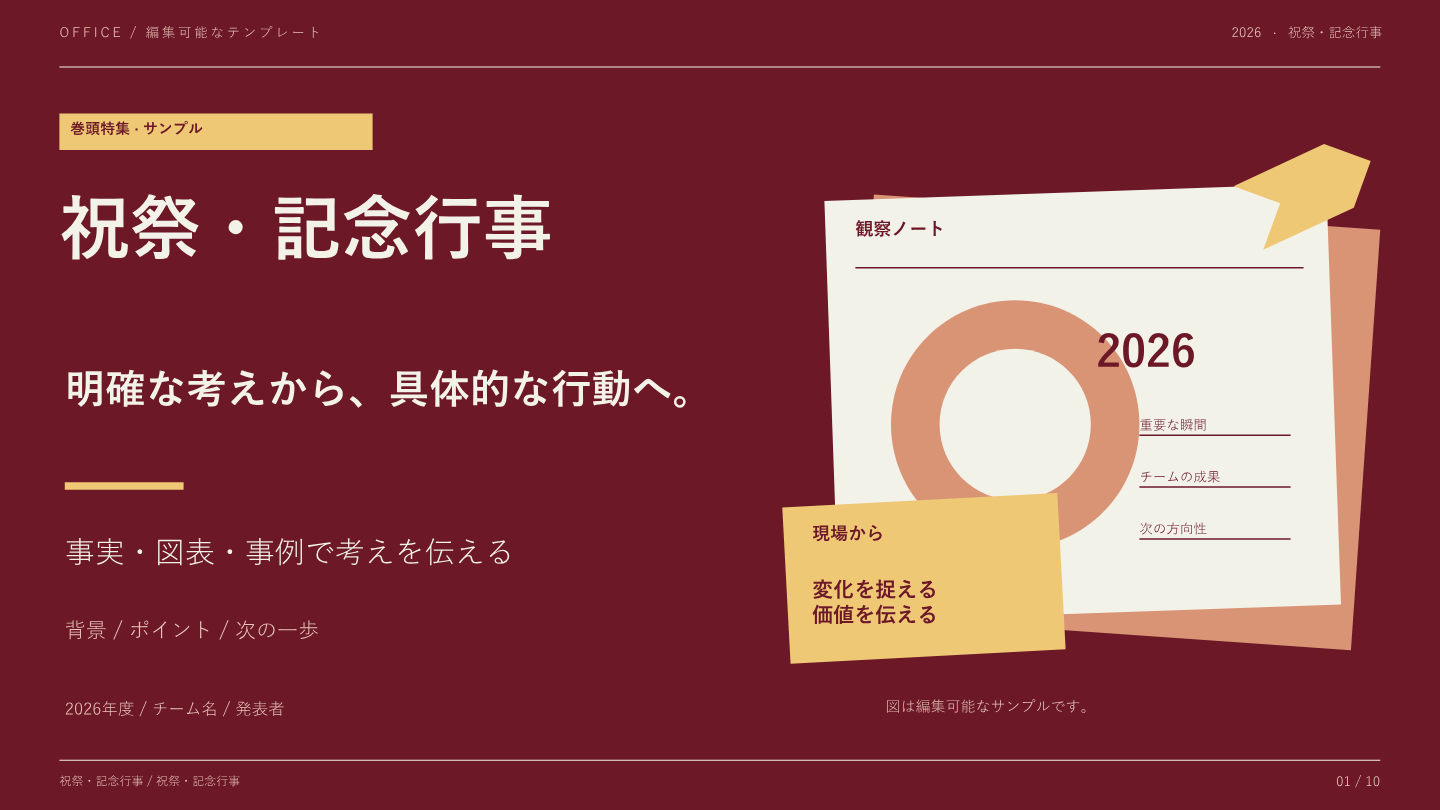 OFFICE / 編集可能なテンプレート
2026 · 祝祭・記念行事
巻頭特集 · サンプル
祝祭・記念行事
明確な考えから、具体的な行動へ。
事実・図表・事例で考えを伝える
背景 / ポイント / 次の一歩
2026年度 / チーム名 / 発表者
観察ノート
2026
重要な瞬間
チームの成果
次の方向性
現場から
変化を捉える
価値を伝える
図は編集可能なサンプルです。
祝祭・記念行事 / 祝祭・記念行事
01 / 10